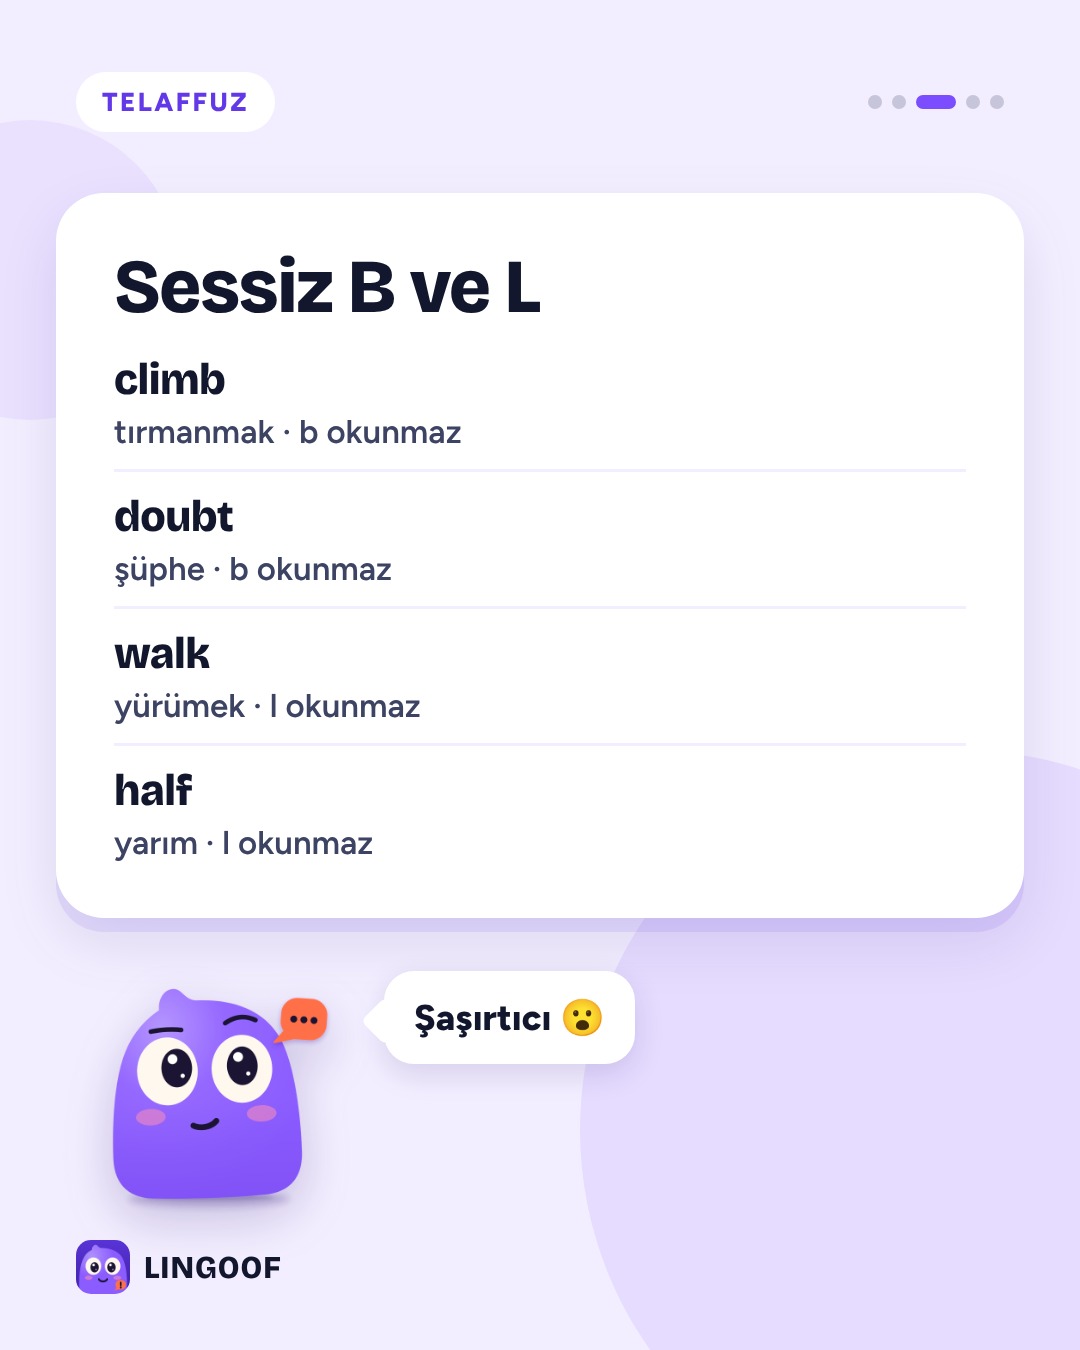 TELAFFUZ
Sessiz B ve L
climb
tırmanmak · b okunmaz
doubt
şüphe · b okunmaz
walk
yürümek · l okunmaz
half
yarım · l okunmaz
Şaşırtıcı 😮
LINGOOF